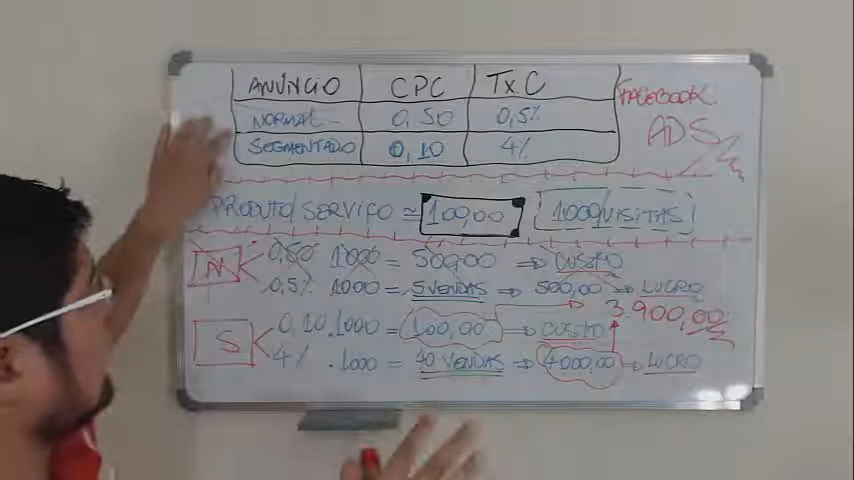 ANÚNCIO CPC TxC
FACEBOOK
NORMAL 0,50 0,5%
ADS
SEGMENTADO 0,10 4%
PRODUTO/SERVIÇO = 100,00 1000 VISITAS
N 0,50 1000 = 500,00 ⇒ CUSTO
0,5% 1000 = 5 VENDAS ⇒ 500,00 ⇒ LUCRO
3.900,00
S 0,10.1000 = 100,00 ⇒ CUSTO
4% .1000 = 40 VENDAS ⇒ 4000,00 → LUCRO